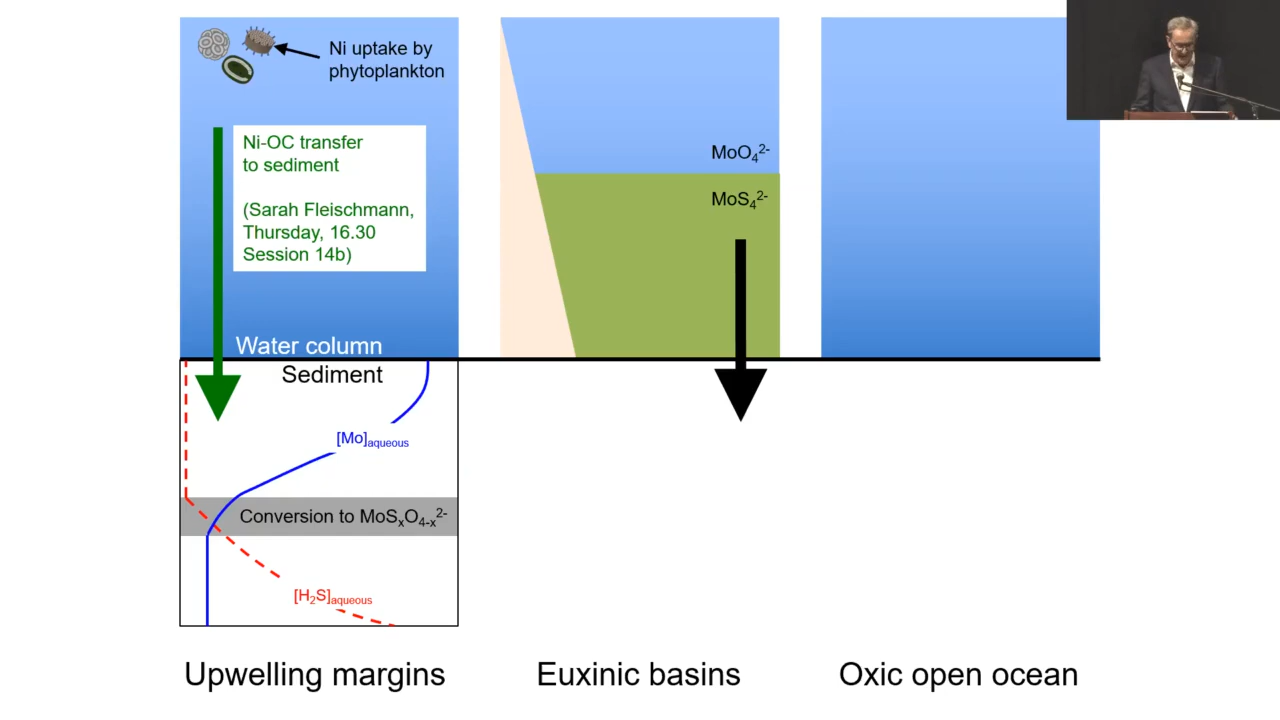 Ni uptake by
phytoplankton
Ni-OC transfer
to sediment
(Sarah Fleischmann,
Thursday, 16.30
Session 14b)
Water column
Sediment
[Mo]aqueous
Conversion to MoSxO4-x2-
[H2S]aqueous
MoO42-
MoS42-
Upwelling margins
Euxinic basins
Oxic open ocean